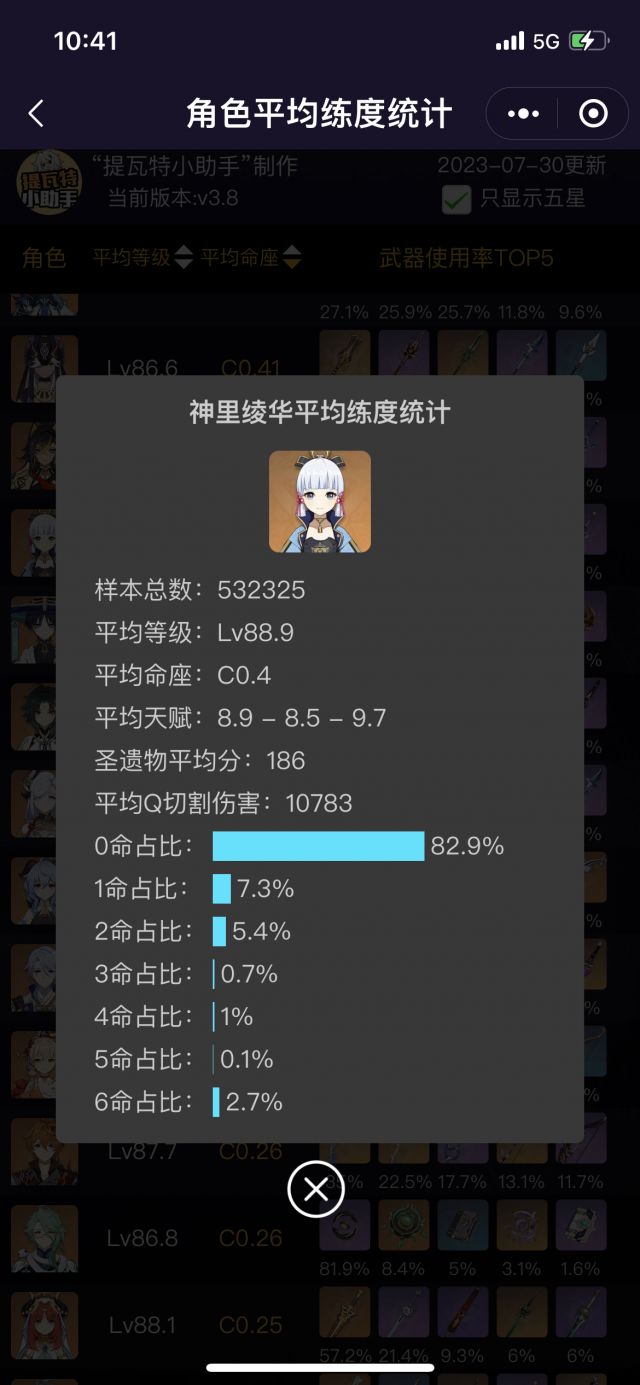 10:41
5G
角色平均练度统计
“提瓦特小助手”制作
2023-07-30更新
提瓦特
小助手
当前版本:v3.8
只显示五星
角色 平均等级 平均命座 武器使用率TOP5
27.1% 25.9% 25.7% 11.8% 9.6%
Lv86.6 C0.41
神里绫华平均练度统计
样本总数：532325
平均等级：Lv88.9
平均命座：C0.4
平均天赋：8.9 – 8.5 – 9.7
圣遗物平均分：186
平均Q切割伤害：10783
0命占比： 82.9%
1命占比： 7.3%
2命占比： 5.4%
3命占比： 0.7%
4命占比： 1%
5命占比： 0.1%
6命占比： 2.7%
Lv87.7 C0.26
22.5% 17.7% 13.1% 11.7%
Lv86.8 C0.26
81.9% 8.4% 5% 3.1% 1.6%
Lv88.1 C0.25
57.2% 21.4% 9.3% 6% 6%